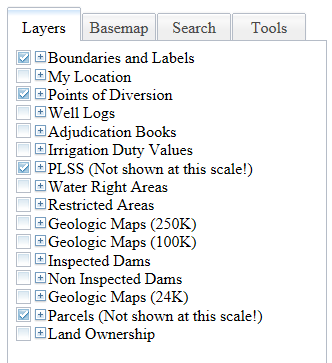 Layers Basemap Search Tools
Boundaries and Labels
My Location
Points of Diversion
Well Logs
Adjudication Books
Irrigation Duty Values
PLSS (Not shown at this scale!)
Water Right Areas
Restricted Areas
Geologic Maps (250K)
Geologic Maps (100K)
Inspected Dams
Non Inspected Dams
Geologic Maps (24K)
Parcels (Not shown at this scale!)
Land Ownership